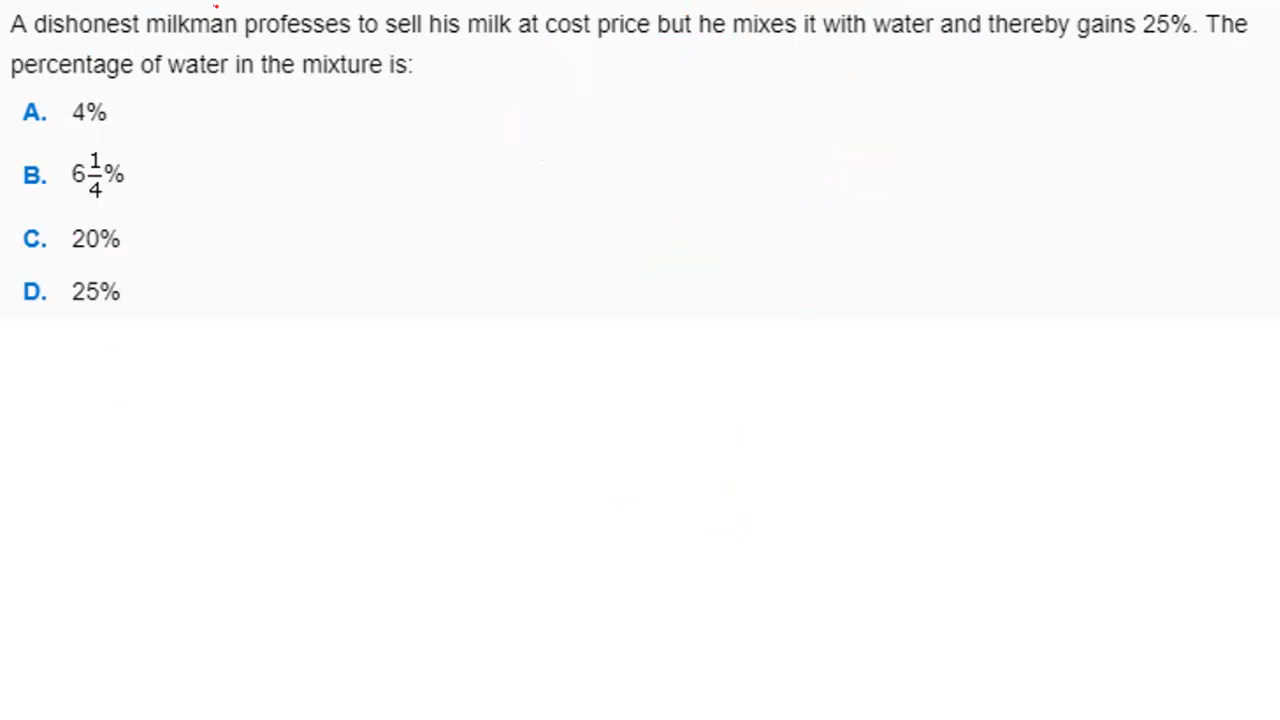 A dishonest milkman professes to sell his milk at cost price but he mixes it with water and thereby gains 25%. The
percentage of water in the mixture is:
A. 4%
B. 6 1/4 %
C. 20%
D. 25%